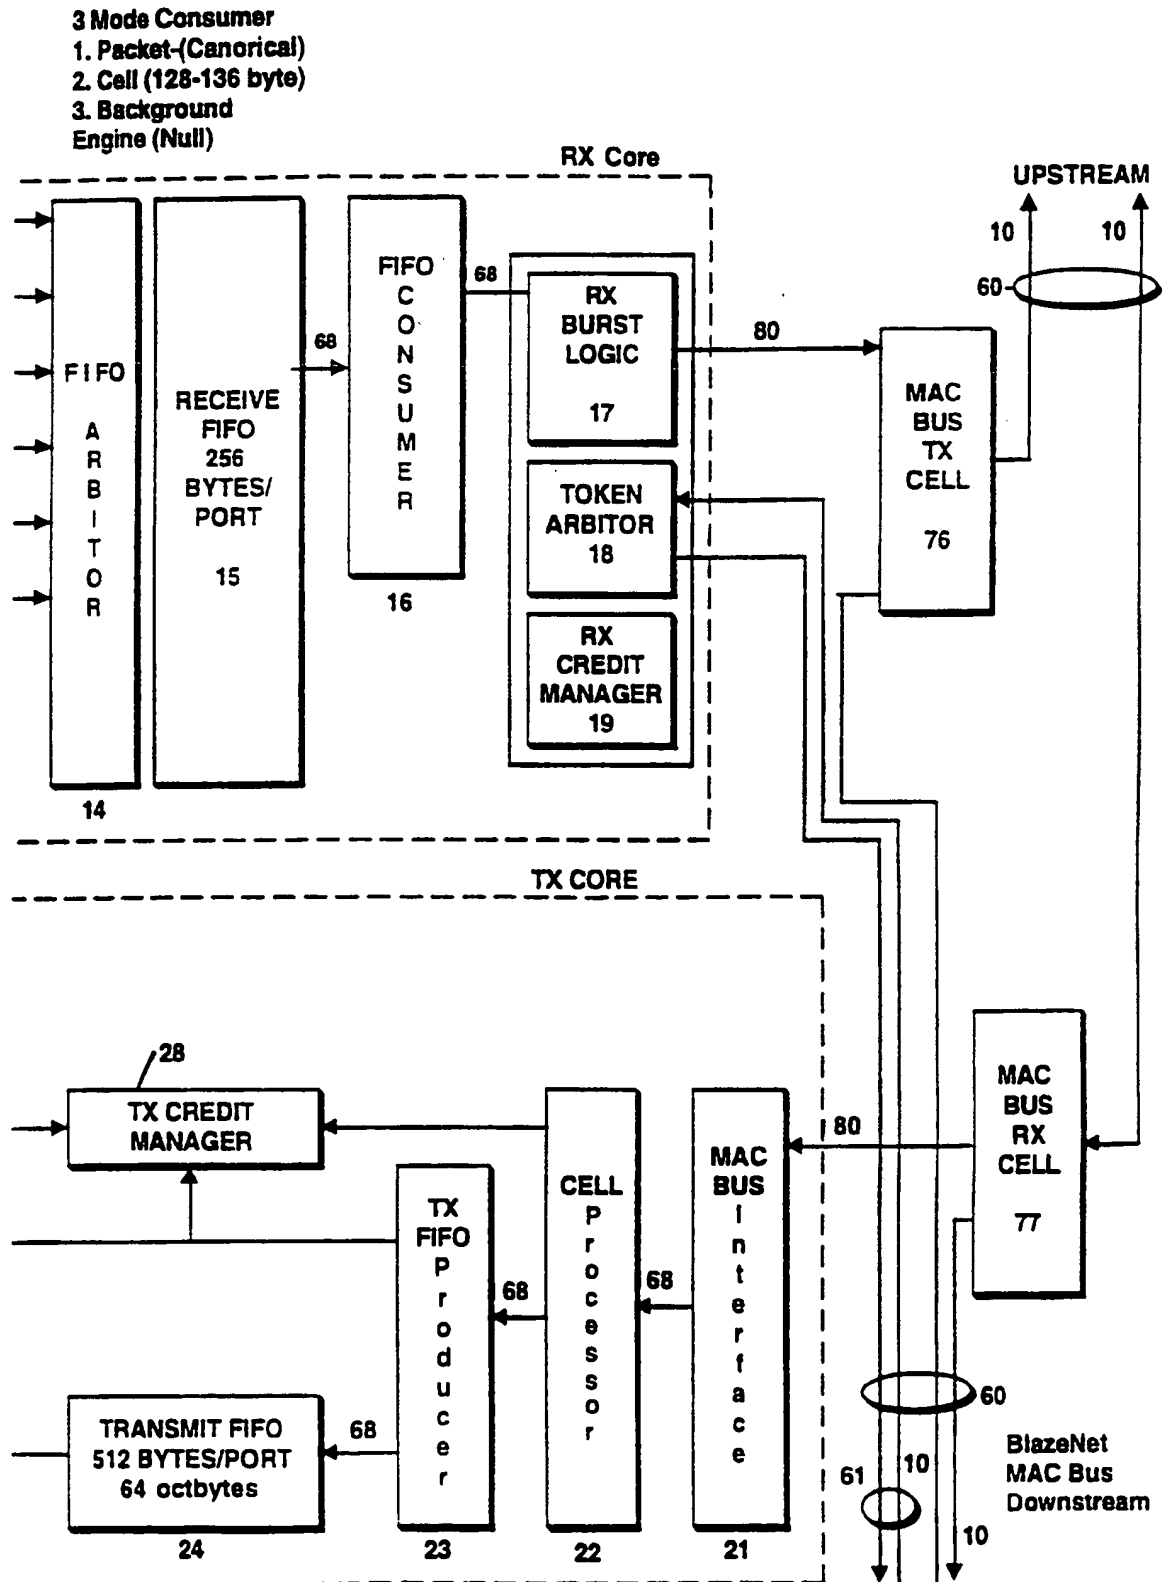 3 Mode Consumer
1. Packet-(Canorical)
2. Cell (128-136 byte)
3. Background
Engine (Null)
RX Core
UPSTREAM
10
10
60
FIFO
ARBITOR
14
RECEIVE
FIFO
256
BYTES/
PORT
15
68
FIFO
CONSUMER
16
68
RX
BURST
LOGIC
17
TOKEN
ARBITOR
18
RX
CREDIT
MANAGER
19
80
MAC
BUS
TX
CELL
76
TX CORE
28
TX CREDIT
MANAGER
TX
FIFO
Producer
23
68
CELL
Processor
22
68
MAC
BUS
Interface
21
80
MAC
BUS
RX
CELL
77
TRANSMIT FIFO
512 BYTES/PORT
64 octbytes
24
68
60
61
10
10
BlazeNet
MAC Bus
Downstream